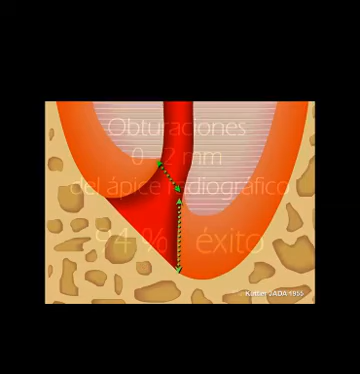 Obturaciones
0 - 2 mm
del ápice radiográfico
94 % éxito
Kuttler JADA 1955